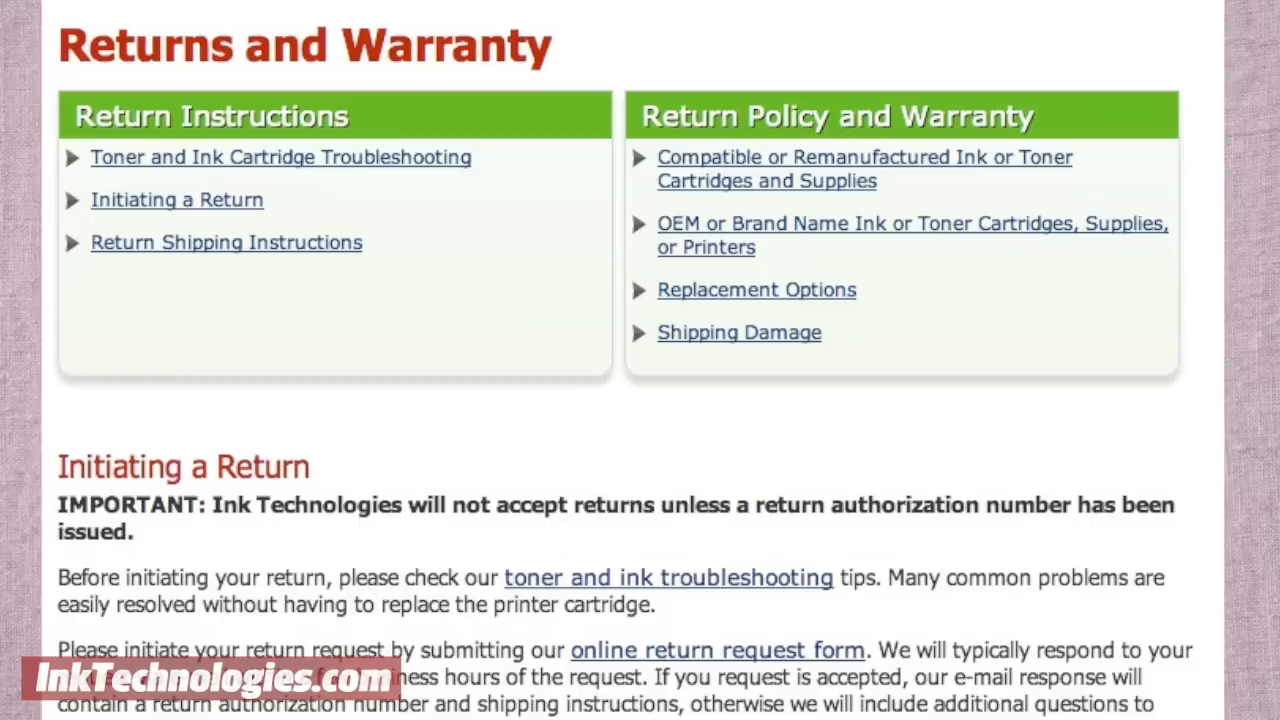 Returns and Warranty
Return Instructions
Toner and Ink Cartridge Troubleshooting
Initiating a Return
Return Shipping Instructions
Return Policy and Warranty
Compatible or Remanufactured Ink or Toner
Cartridges and Supplies
OEM or Brand Name Ink or Toner Cartridges, Supplies,
or Printers
Replacement Options
Shipping Damage
Initiating a Return
IMPORTANT: Ink Technologies will not accept returns unless a return authorization number has been
issued.
Before initiating your return, please check our toner and ink troubleshooting tips. Many common problems are
easily resolved without having to replace the printer cartridge.
Please initiate your return request by submitting our online return request form. We will typically respond to your
hours of the request. If you request is accepted, our e-mail response will
contain a return authorization number and shipping instructions, otherwise we will include additional questions to
InkTechnologies.com